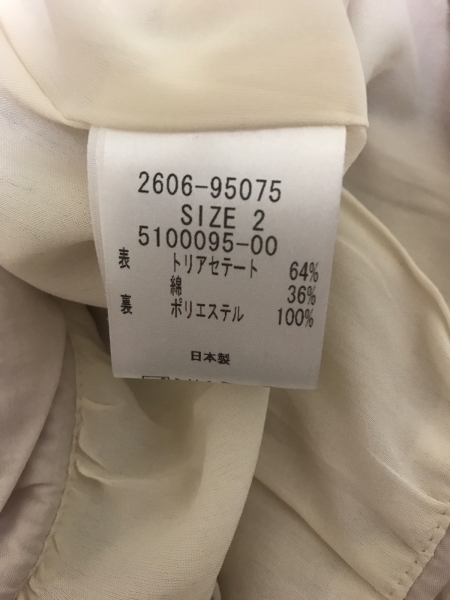 2606-95075
SIZE 2
5100095-00
表 トリアセテート 64%
綿 36%
裏 ポリエステル 100%
日本製